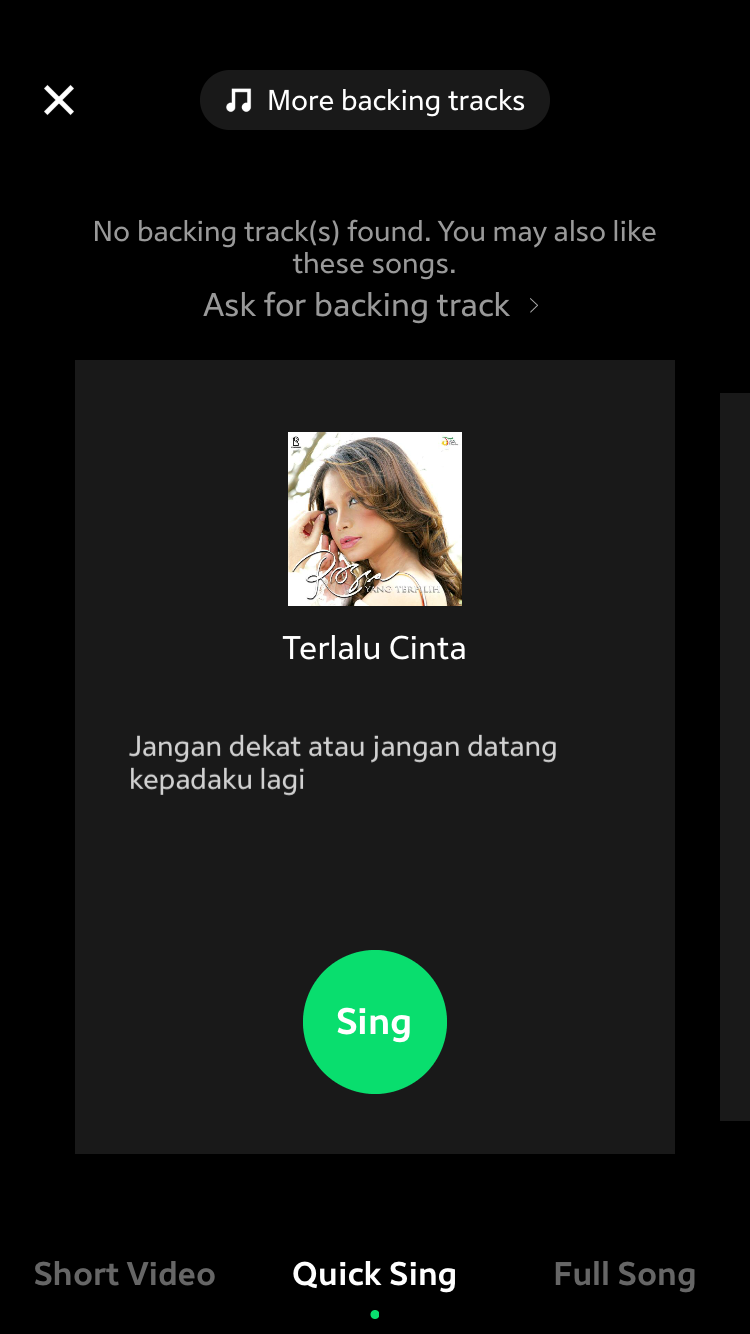 More backing tracks
No backing track(s) found. You may also like
these songs.
Ask for backing track
Rossa
YANG TERPILIH
Terlalu Cinta
Jangan dekat atau jangan datang
kepadaku lagi
Sing
Short Video
Quick Sing
Full Song